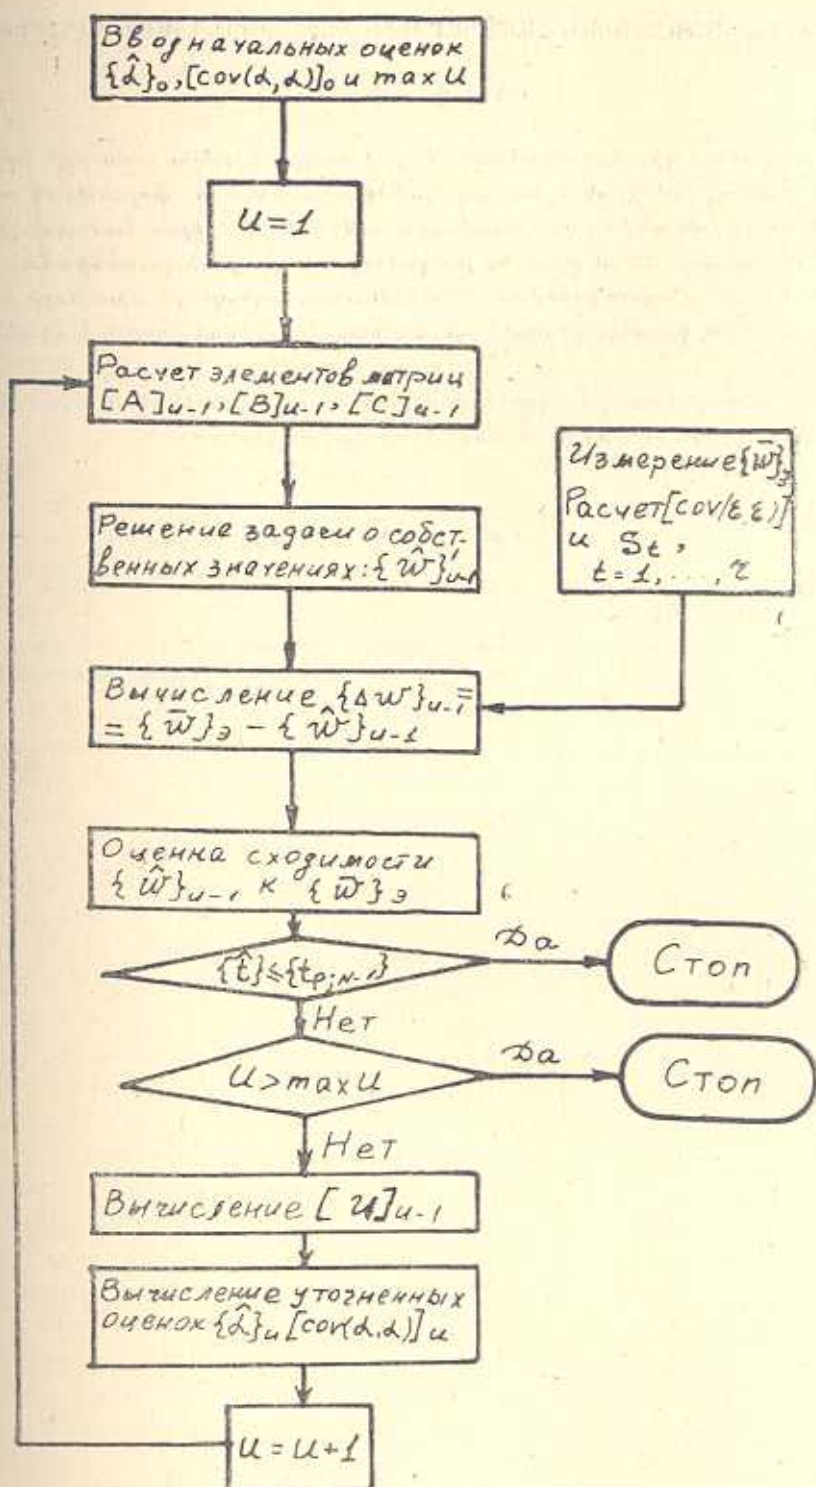 Ввод начальных оценок
{α̂}₀, [cov(α,α)]₀ и max U
U=1
Расчет элементов матриц
[A]u-1, [B]u-1, [C]u-1
Решение задачи о собст-
венных значениях: {ŵ}u-1
Измерение {w̄}э
Расчет [cov(ε,ε)]
и St,
t=1,...,r
Вычисление {Δw}u-1=
={w̄}э-{ŵ}u-1
Оценка сходимости
{ŵ}u-1 к {w̄}э
{t̂}≤{tp;N-1}
Да
Стоп
Нет
U>maxU
Да
Стоп
Нет
Вычисление [U]u-1
Вычисление уточненных
оценок {α̂}u [cov(α,α)]u
U=U+1